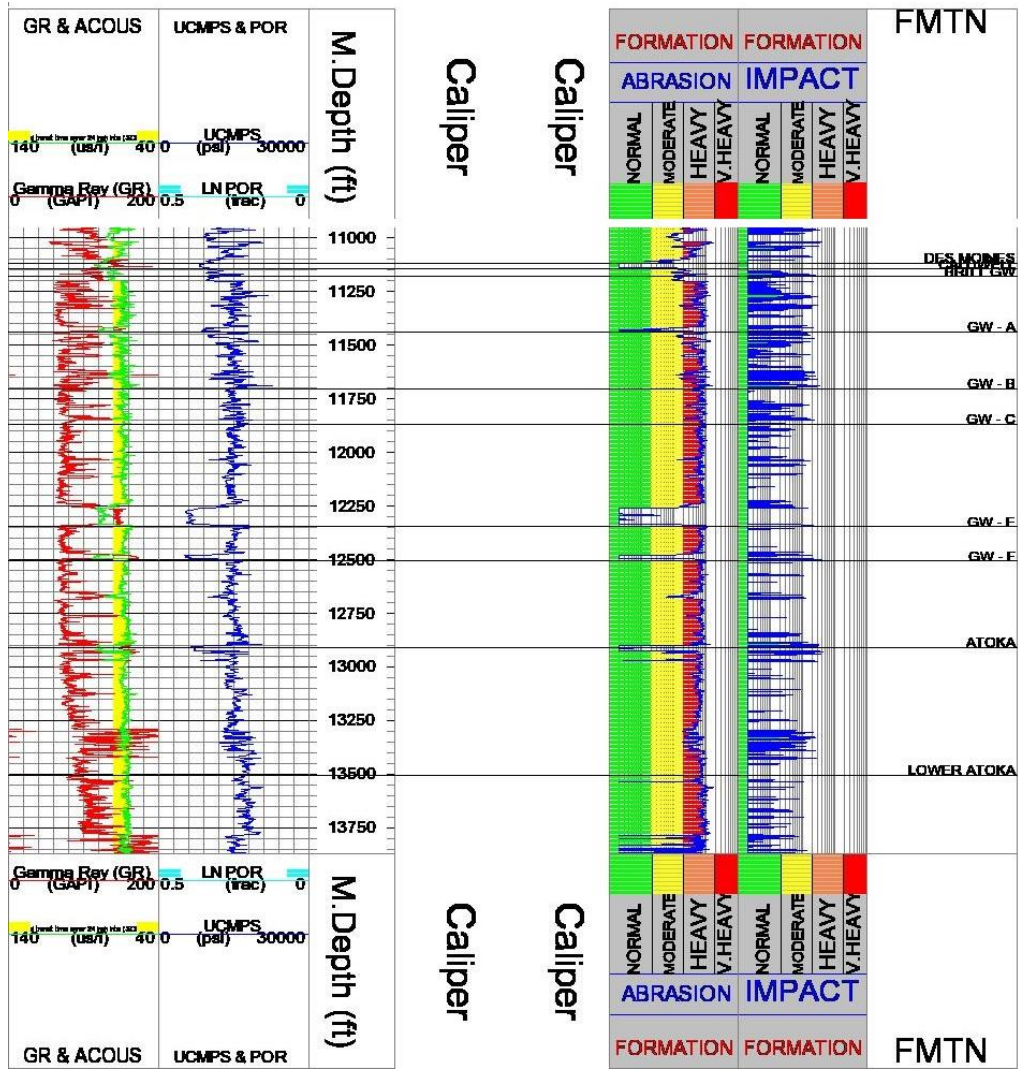 GR & ACOUS
UCMPS & POR
M.Depth (ft)
Caliper
Caliper
FORMATION
FORMATION
FMTN
ABRASION
IMPACT
NORMAL
MODERATE
HEAVY
V.HEAVY
NORMAL
MODERATE
HEAVY
V.HEAVY
140 (us/f) 40
UCMPS
0 (psi) 30000
Gamma Ray (GR)
0 (GAPI) 200
LN POR
0.5 (frac) 0
11000
DES MOINES
BRITT GW
11250
GW - A
11500
GW - B
11750
GW - C
12000
12250
GW - E
12500
GW - F
12750
ATOKA
13000
13250
13500
LOWER ATOKA
13750
Gamma Ray (GR)
0 (GAPI) 200
LN POR
0.5 (frac) 0
140 (us/f) 40
UCMPS
0 (psi) 30000
M.Depth (ft)
Caliper
Caliper
NORMAL
MODERATE
HEAVY
V.HEAVY
NORMAL
MODERATE
HEAVY
V.HEAVY
ABRASION
IMPACT
GR & ACOUS
UCMPS & POR
FORMATION
FORMATION
FMTN